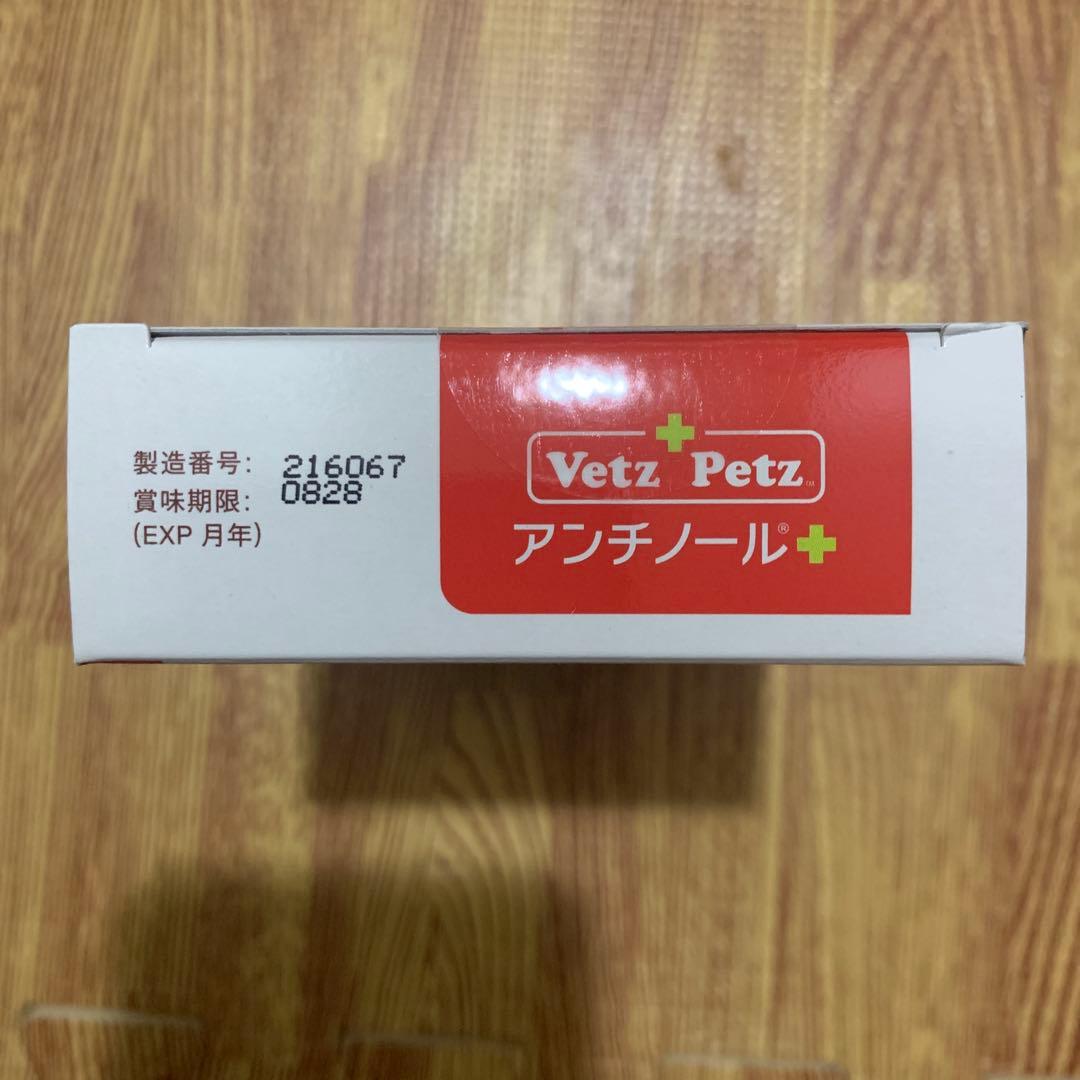 製造番号: 216067
賞味期限: 0828
(EXP 月年)
Vetz Petz™
アンチノール®+